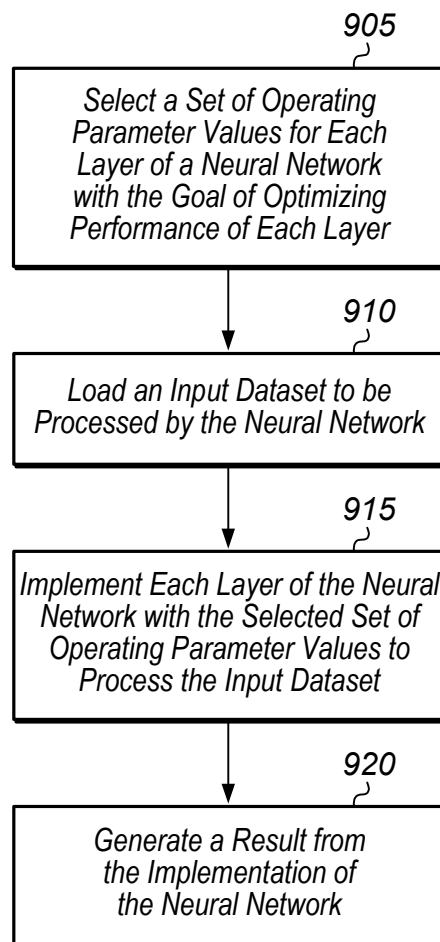 905
Select a Set of Operating
Parameter Values for Each
Layer of a Neural Network
with the Goal of Optimizing
Performance of Each Layer
910
Load an Input Dataset to be
Processed by the Neural Network
915
Implement Each Layer of the Neural
Network with the Selected Set of
Operating Parameter Values to
Process the Input Dataset
920
Generate a Result from
the Implementation of
the Neural Network